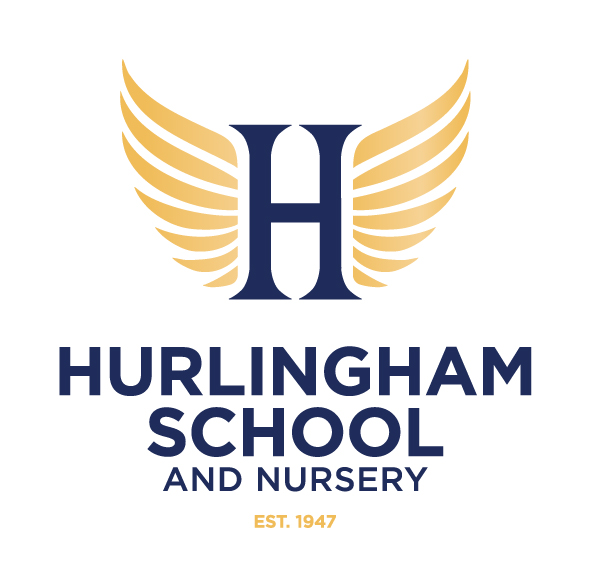 H
HURLINGHAM
SCHOOL
AND NURSERY
EST. 1947